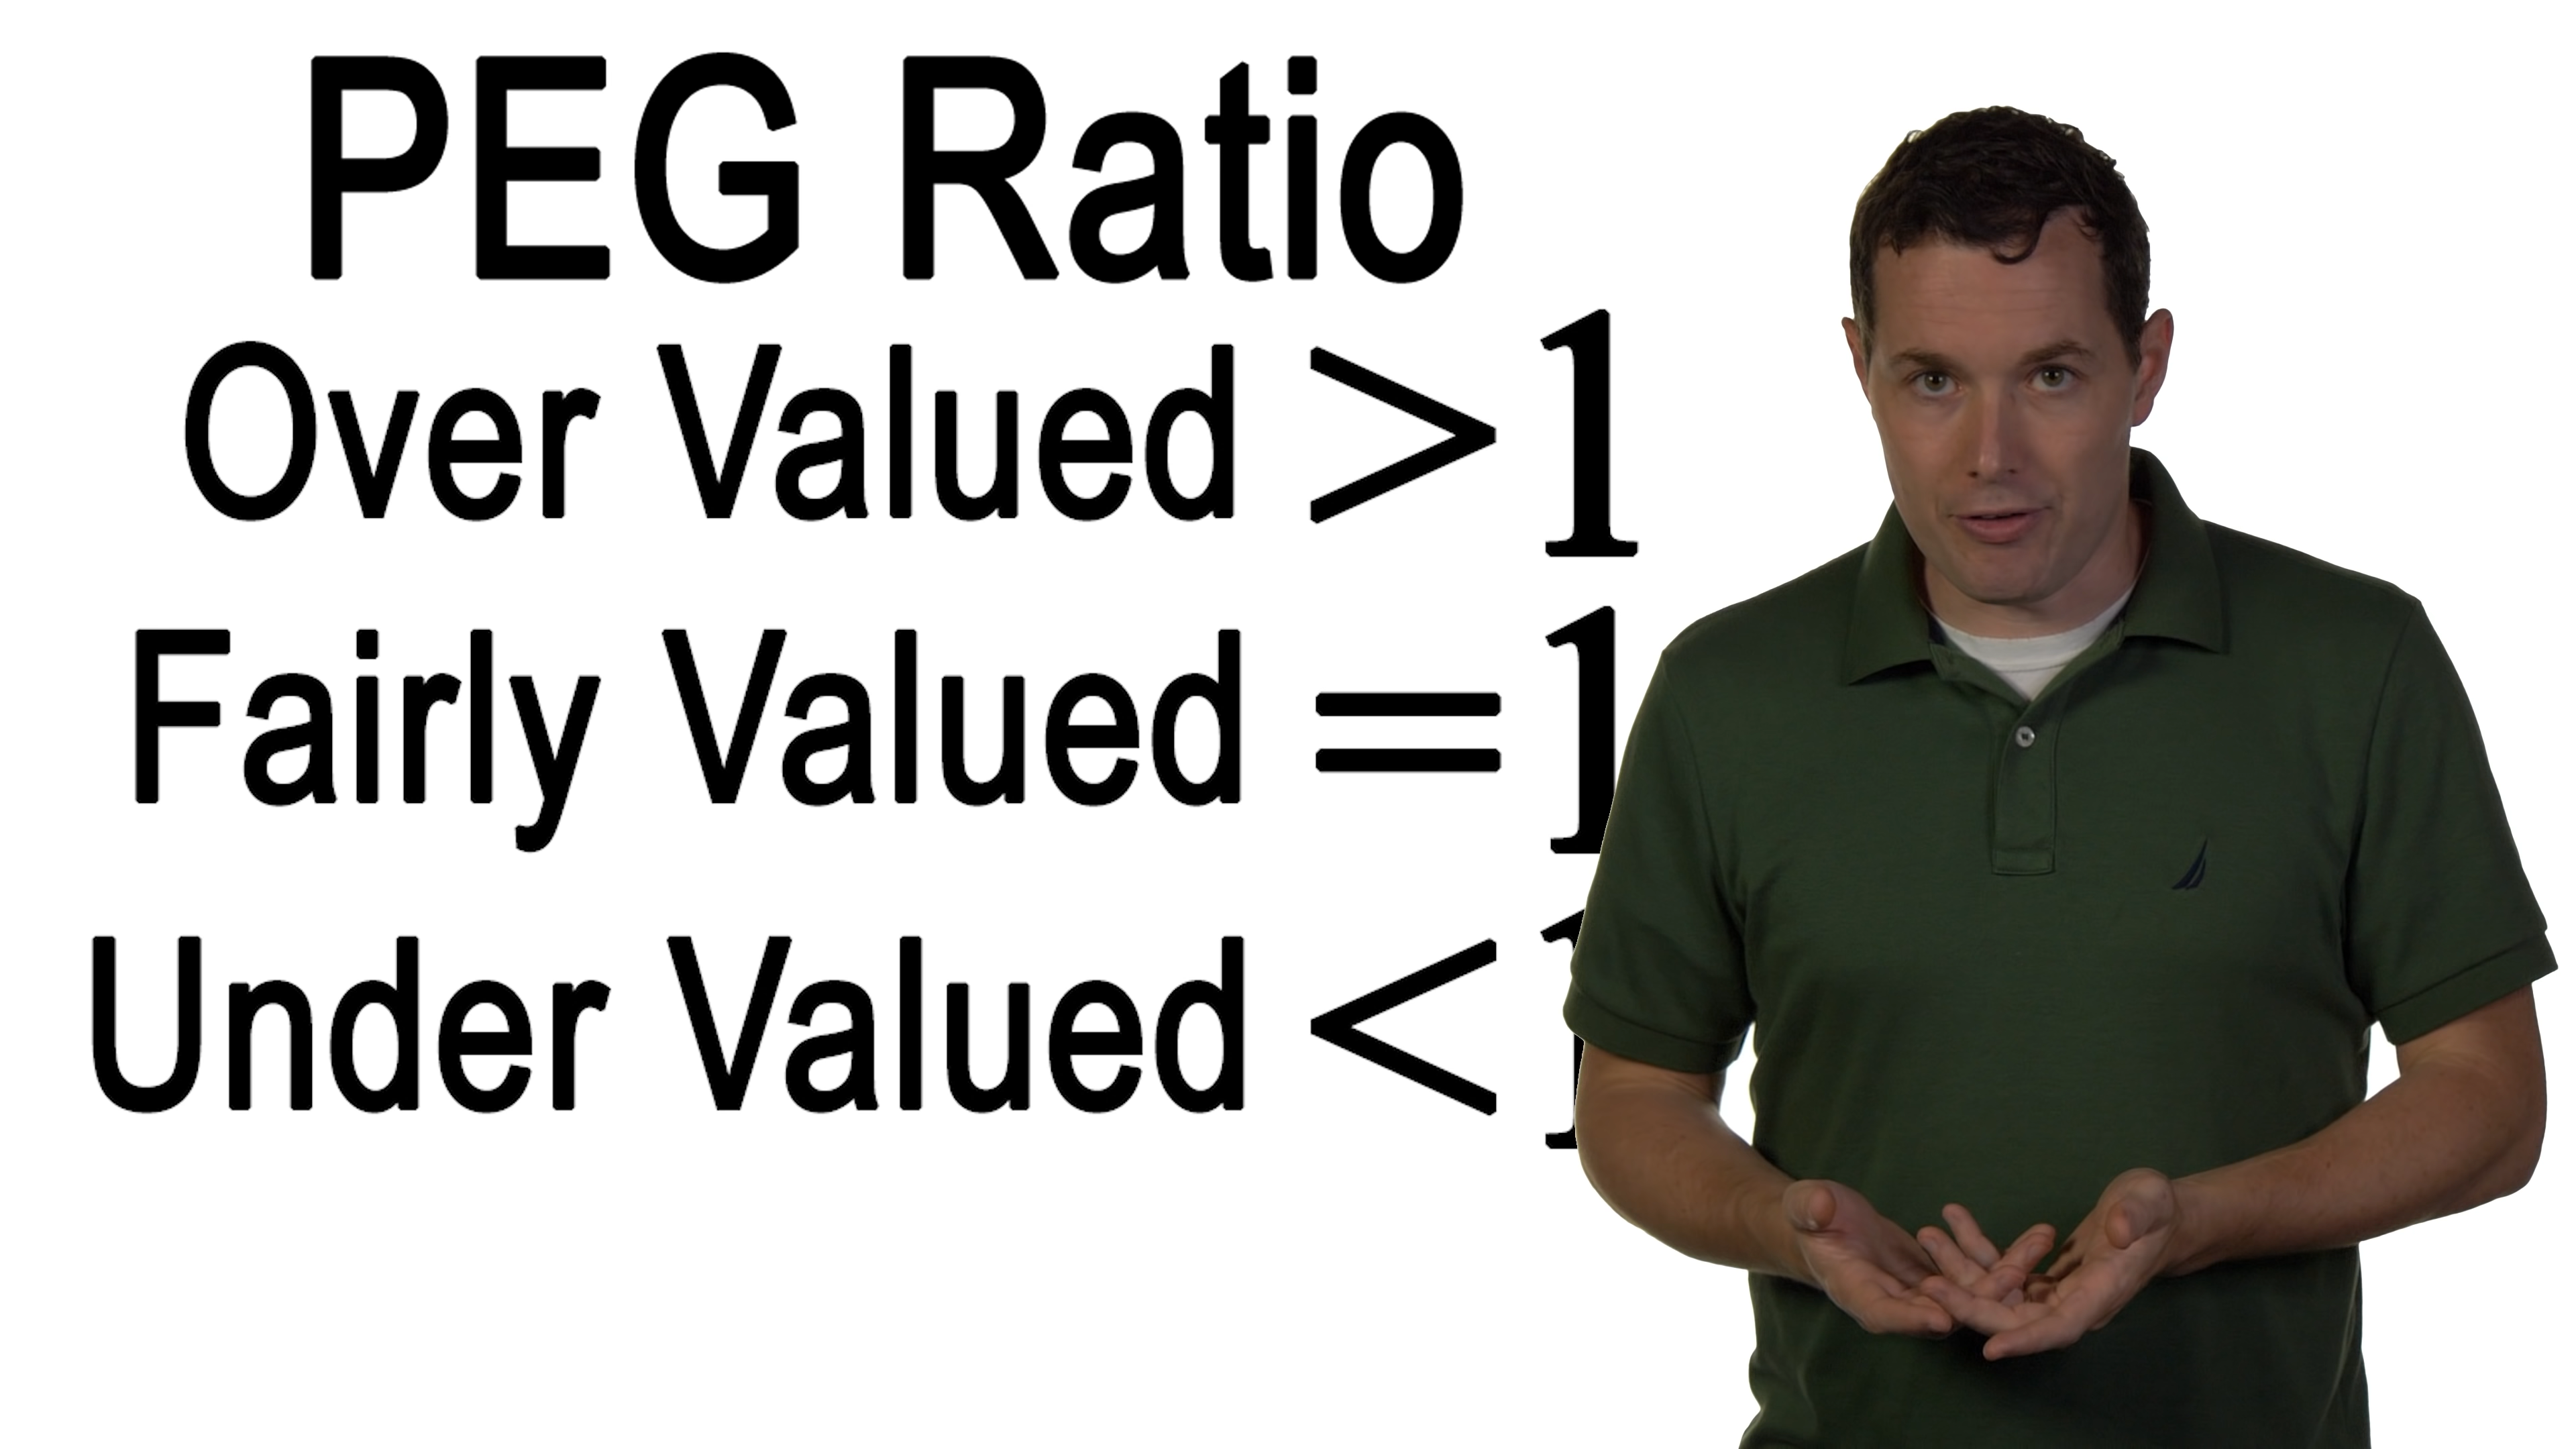 PEG Ratio
Over Valued > 1
Fairly Valued = 1
Under Valued < 1